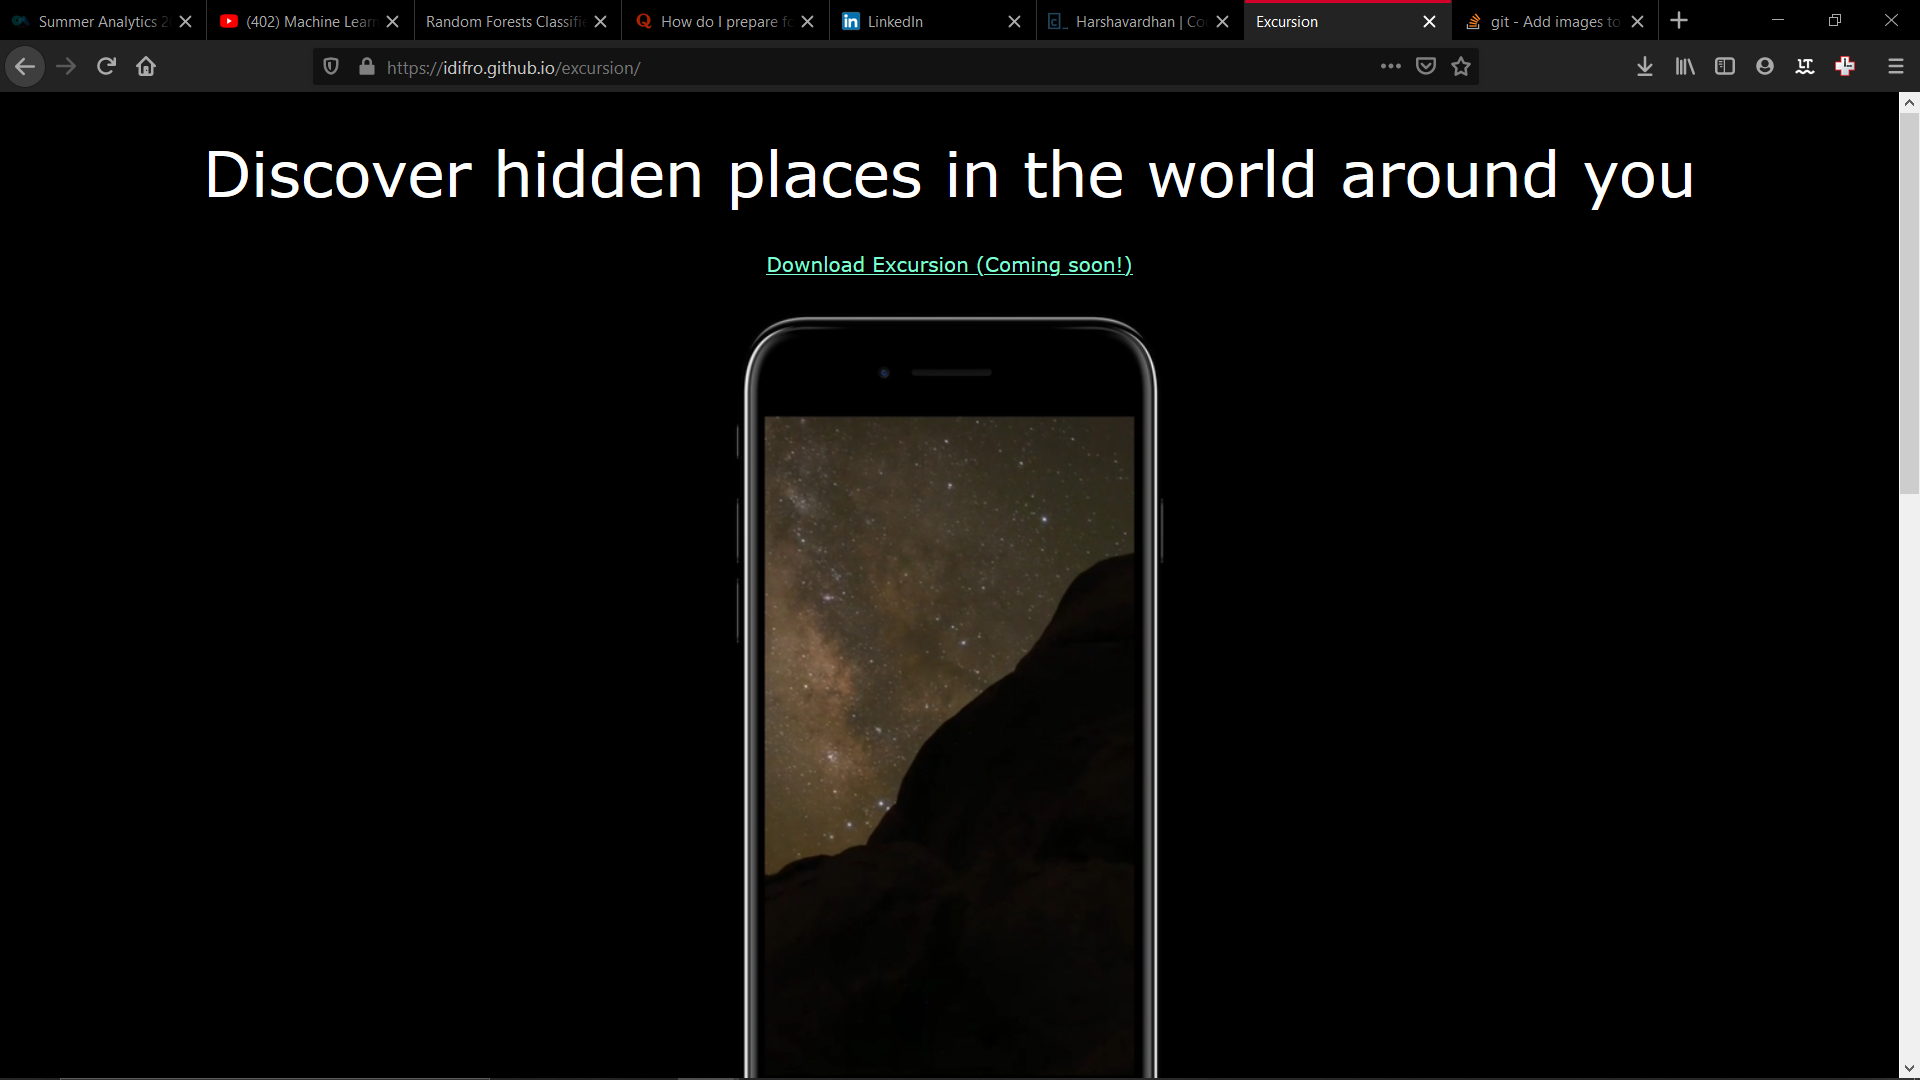 Summer Analytics 2
(402) Machine Learn
Random Forests Classifi
How do I prepare fo
LinkedIn
Harshavardhan | Co
Excursion
git - Add images to
https://idifro.github.io/excursion/
Discover hidden places in the world around you
Download Excursion (Coming soon!)